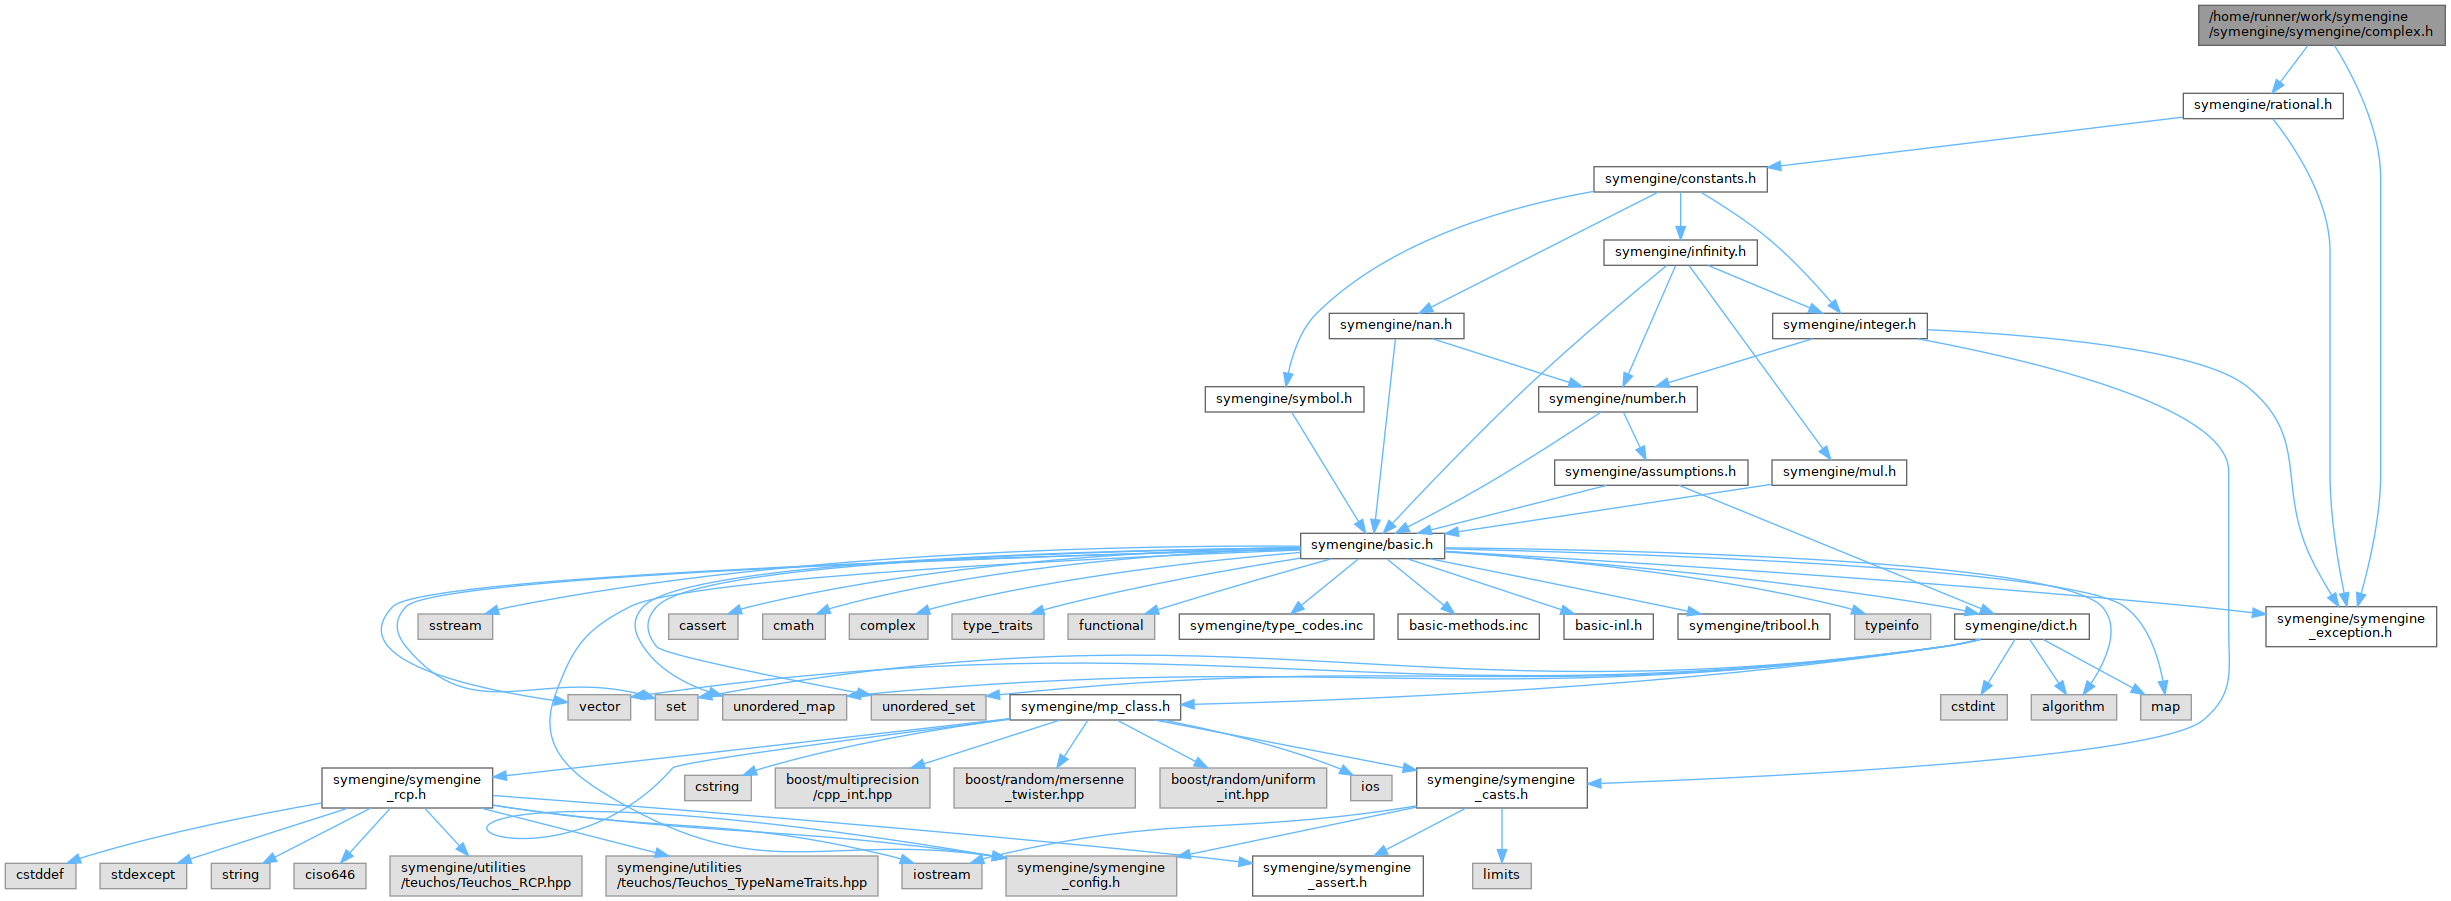 /home/runner/work/symengine
/symengine/symengine/complex.h
symengine/rational.h
symengine/constants.h
symengine/infinity.h
symengine/nan.h
symengine/integer.h
symengine/symbol.h
symengine/number.h
symengine/assumptions.h
symengine/mul.h
symengine/basic.h
sstream
cassert
cmath
complex
type_traits
functional
symengine/type_codes.inc
basic-methods.inc
basic-inl.h
symengine/tribool.h
typeinfo
symengine/dict.h
symengine/symengine
_exception.h
vector
set
unordered_map
unordered_set
symengine/mp_class.h
cstdint
algorithm
map
symengine/symengine
_rcp.h
cstring
boost/multiprecision
/cpp_int.hpp
boost/random/mersenne
_twister.hpp
boost/random/uniform
_int.hpp
ios
symengine/symengine
_casts.h
cstddef
stdexcept
string
ciso646
symengine/utilities
/teuchos/Teuchos_RCP.hpp
symengine/utilities
/teuchos/Teuchos_TypeNameTraits.hpp
iostream
symengine/symengine
_config.h
symengine/symengine
_assert.h
limits